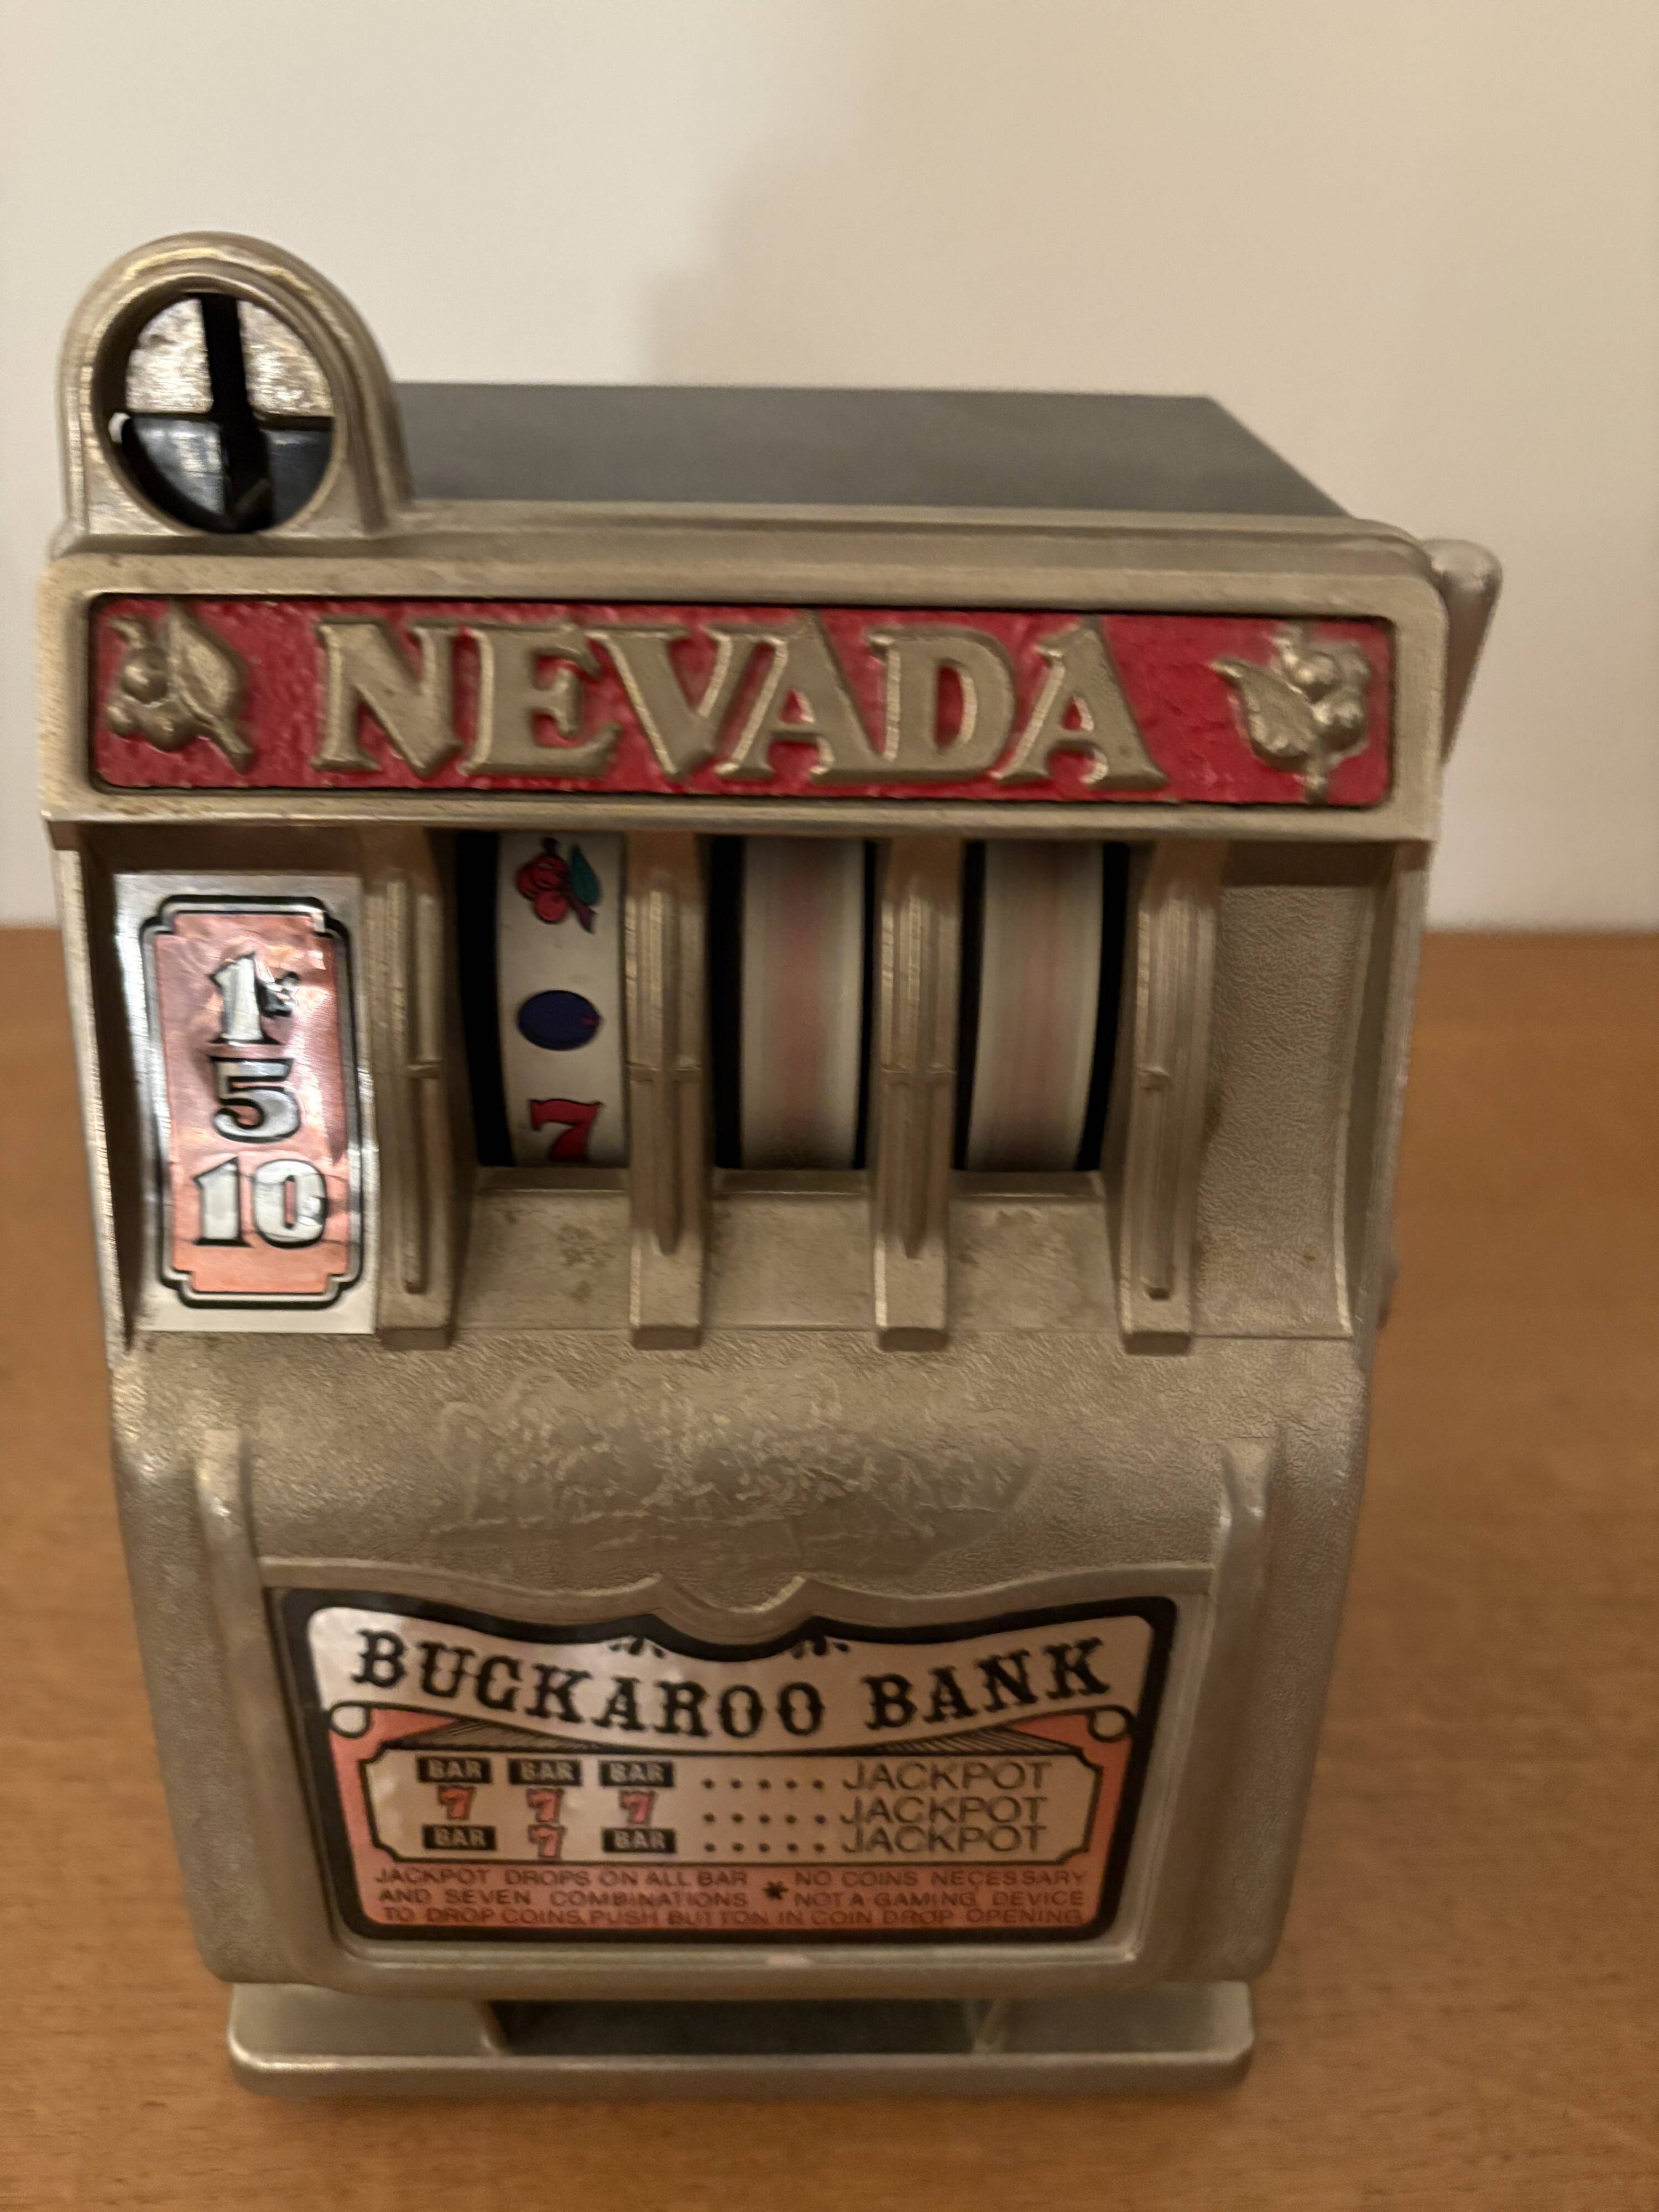 NEVADA
1¢
5
10
7
BUCKAROO BANK
BAR BAR BAR ..... JACKPOT
7 7 7 ..... JACKPOT
BAR 7 BAR ..... JACKPOT
JACKPOT DROPS ON ALL BAR
AND SEVEN COMBINATIONS
*
NO COINS NECESSARY
NOT A GAMING DEVICE
TO DROP COINS, PUSH BUTTON IN COIN DROP OPENING